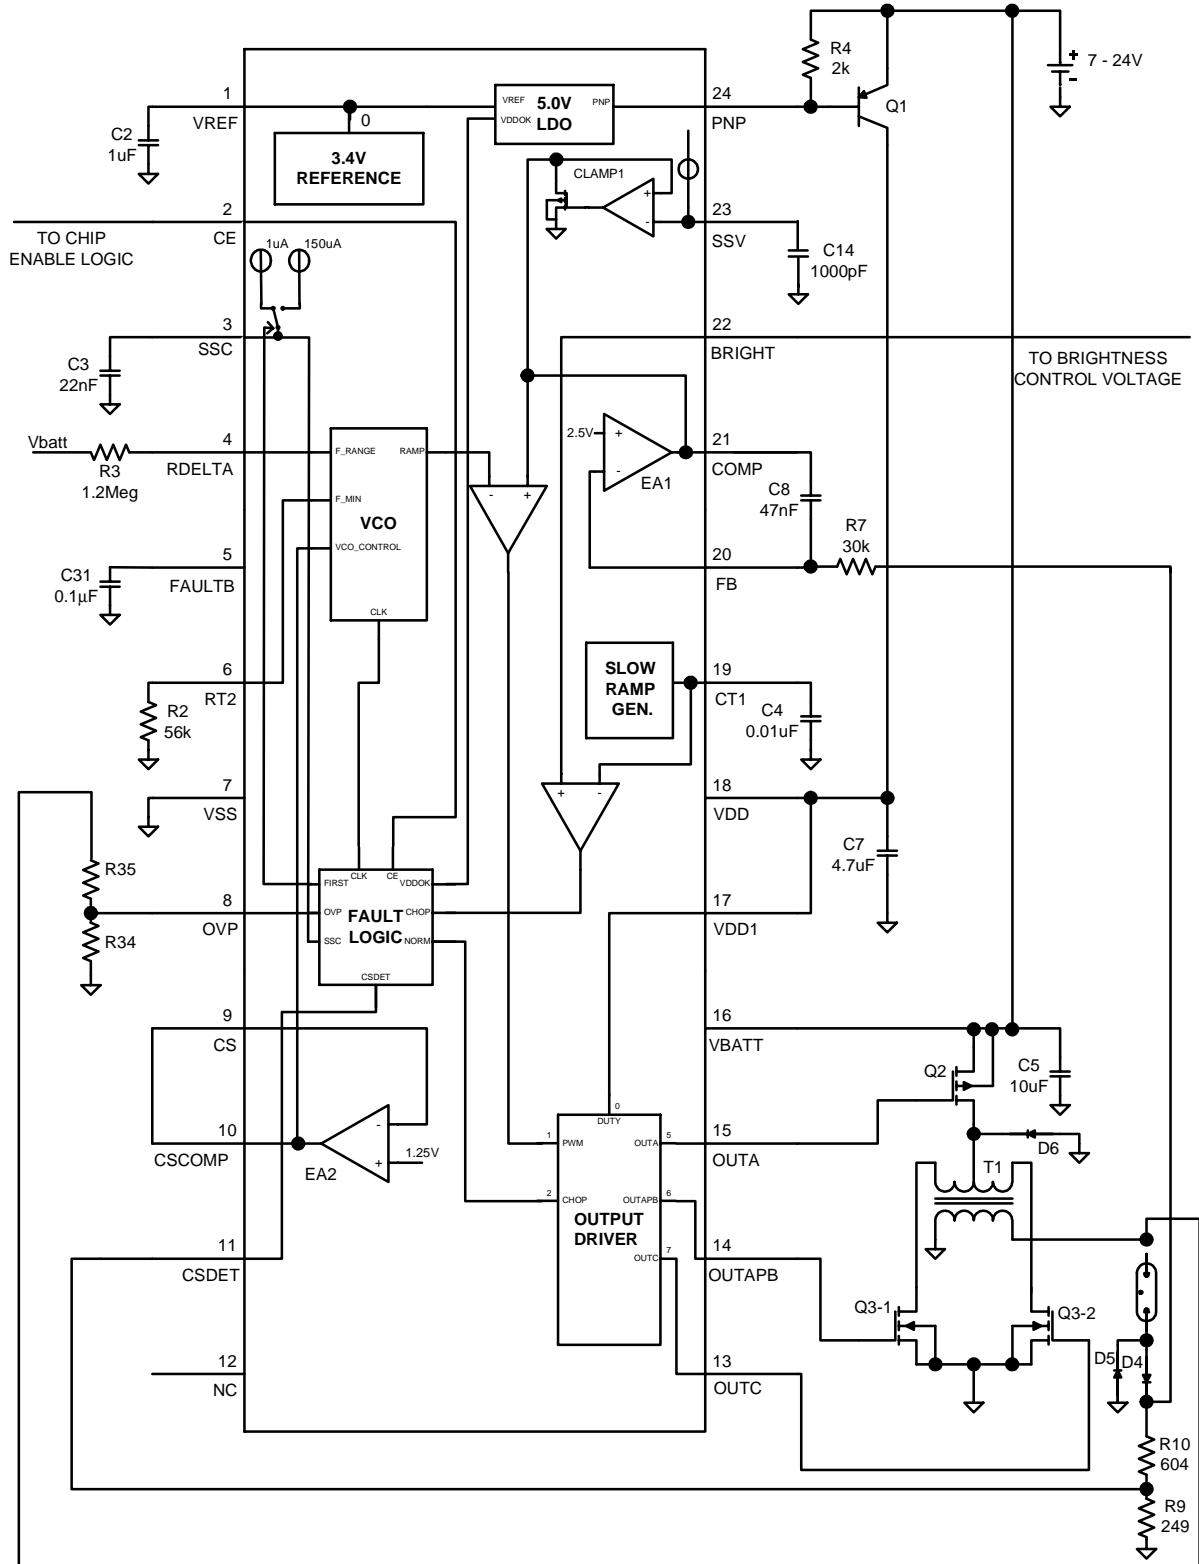 R4
2k
+
-
7 - 24V
Q1
1
VREF
C2
1uF
0
3.4V
REFERENCE
VREF
VDDOK
5.0V
LDO
PNP
24
PNP
CLAMP1
+
-
23
SSV
C14
1000pF
2
CE
TO CHIP
ENABLE LOGIC
1uA
150uA
3
SSC
C3
22nF
22
BRIGHT
TO BRIGHTNESS
CONTROL VOLTAGE
Vbatt
R3
1.2Meg
4
RDELTA
F_RANGE
RAMP
F_MIN
VCO
VCO_CONTROL
CLK
-
+
2.5V
+
-
EA1
21
COMP
C8
47nF
R7
30k
20
FB
5
FAULTB
C31
0.1µF
6
RT2
R2
56k
SLOW
RAMP
GEN.
19
CT1
C4
0.01uF
7
VSS
+
-
18
VDD
C7
4.7uF
R35
R34
8
OVP
CLK
CE
FIRST
VDDOK
OVP
CHOP
FAULT
LOGIC
SSC
NORM
CSDET
17
VDD1
9
CS
16
VBATT
Q2
C5
10uF
10
CSCOMP
EA2
-
+
1.25V
0
DUTY
1
PWM
OUTA
5
2
CHOP
OUTAPB
6
OUTPUT
DRIVER
OUTC
7
15
OUTA
D6
T1
11
CSDET
14
OUTAPB
Q3-1
Q3-2
D5
D4
12
NC
13
OUTC
R10
604
R9
249